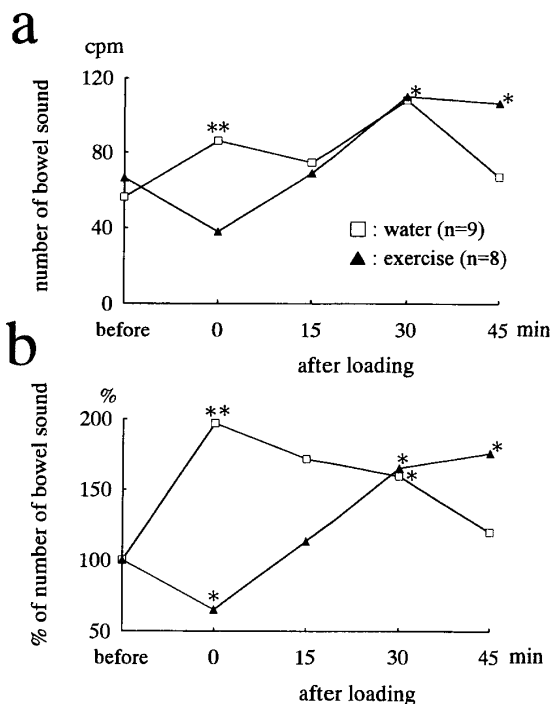 a
cpm
120
80
40
0
number of bowel sound
**
*
*
□ : water (n=9)
▲ : exercise (n=8)
before 0 15 30 45 min
after loading
b
%
200
150
100
50
% of number of bowel sound
**
*
*
*
*
before 0 15 30 45 min
after loading